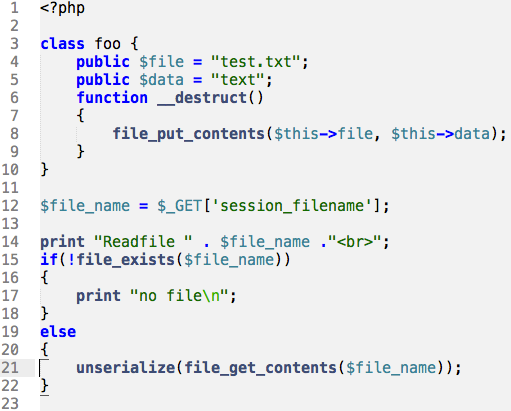 1 <?php
2
3 class foo {
4     public $file = "test.txt";
5     public $data = "text";
6     function __destruct()
7     {
8         file_put_contents($this->file, $this->data);
9     }
10 }
11
12 $file_name = $_GET['session_filename'];
13
14 print "Readfile " . $file_name ."<br>";
15 if(!file_exists($file_name))
16 {
17     print "no file\n";
18 }
19 else
20 {
21     unserialize(file_get_contents($file_name));
22 }
23